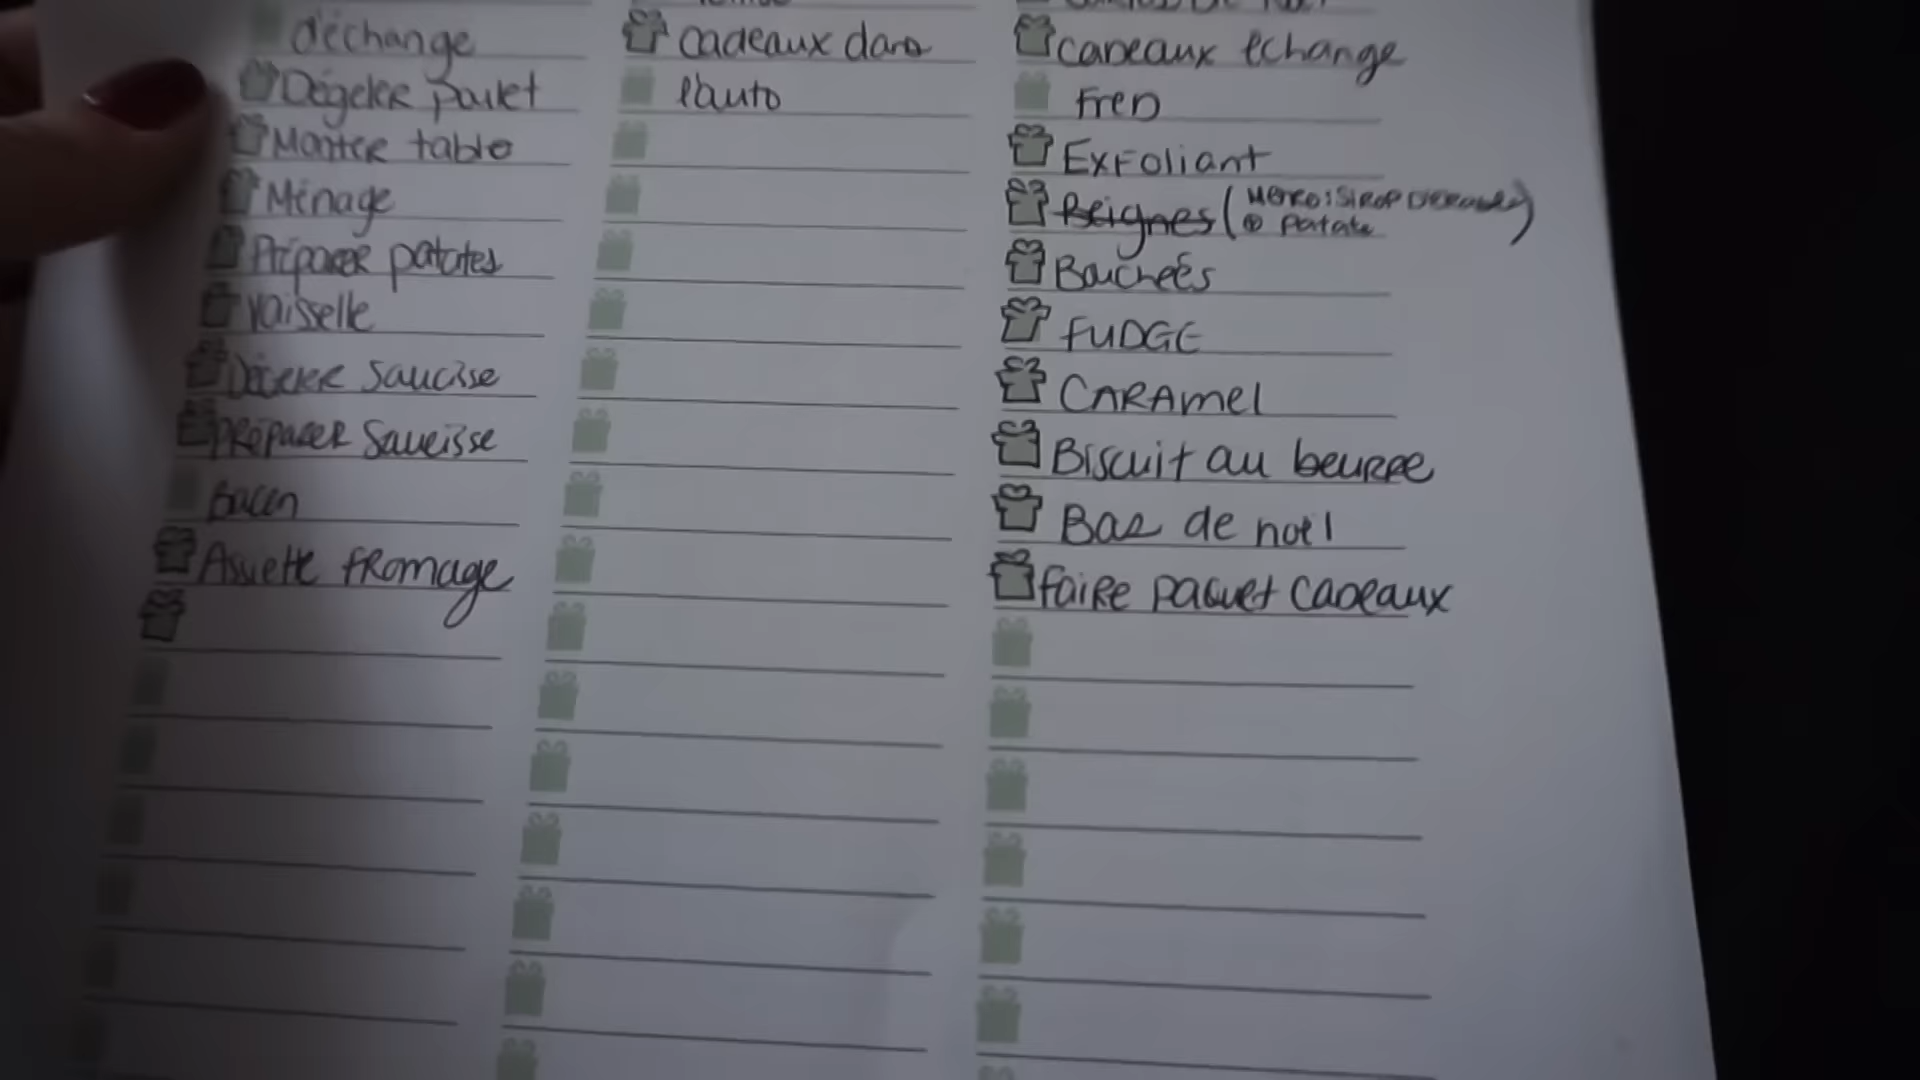 d'échange
Dégeler poulet
Monter table
Ménage
Préparer patates
Vaisselle
Dégeler saucisse
Préparer saucisse
Bacon
Assiette fromage
cadeaux dans
l'auto
cadeaux échange
Fred
Exfoliant
Beignes (
patate
)
Bouchées
FUDGE
CARAmel
Biscuit au beurre
Bas de noël
faire paquet cadeaux